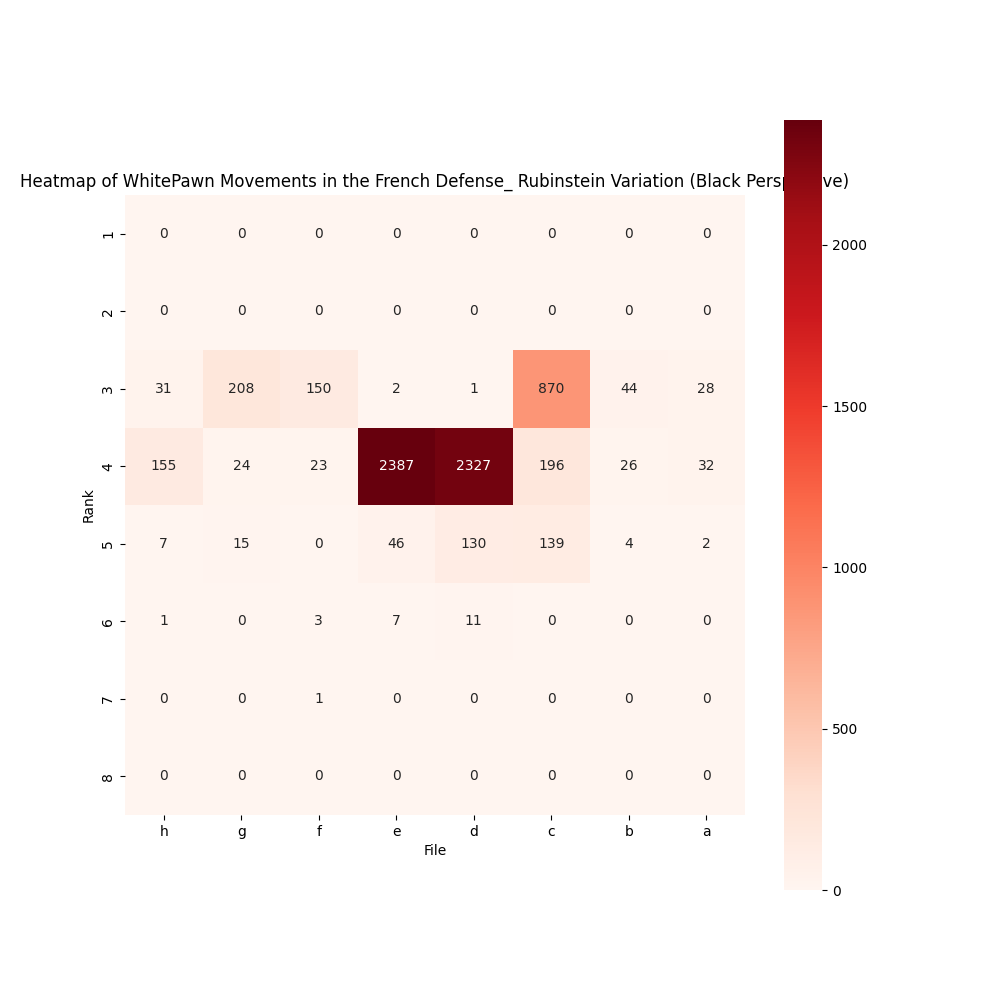 Heatmap of WhitePawn Movements in the French Defense_ Rubinstein Variation (Black Pers ve)
1 0 0 0 0 0 0 0 0
2 0 0 0 0 0 0 0 0
3 31 208 150 2 1 870 44 28
4 155 24 23 2387 2327 196 26 32
5 7 15 0 46 130 139 4 2
6 1 0 3 7 11 0 0 0
7 0 0 1 0 0 0 0 0
8 0 0 0 0 0 0 0 0
h g f e d c b a
File
Rank
2000
1500
1000
500
0